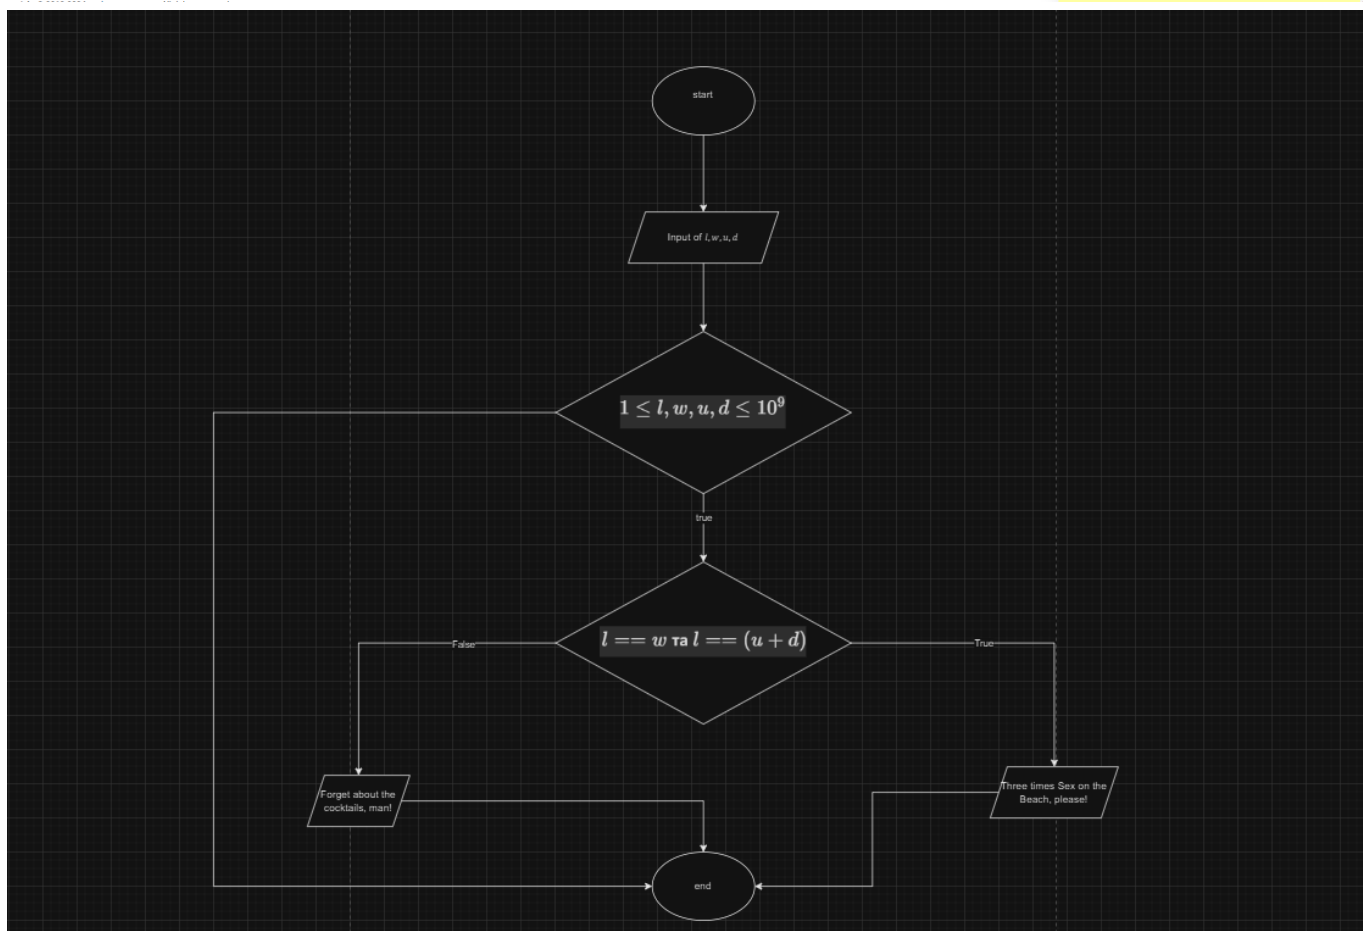 start
Input of l, w, u, d
1 ≤ l, w, u, d ≤ 10⁹
true
l == w та l == (u + d)
False
True
Forget about the
cocktails, man!
Three times Sex on the
Beach, please!
end